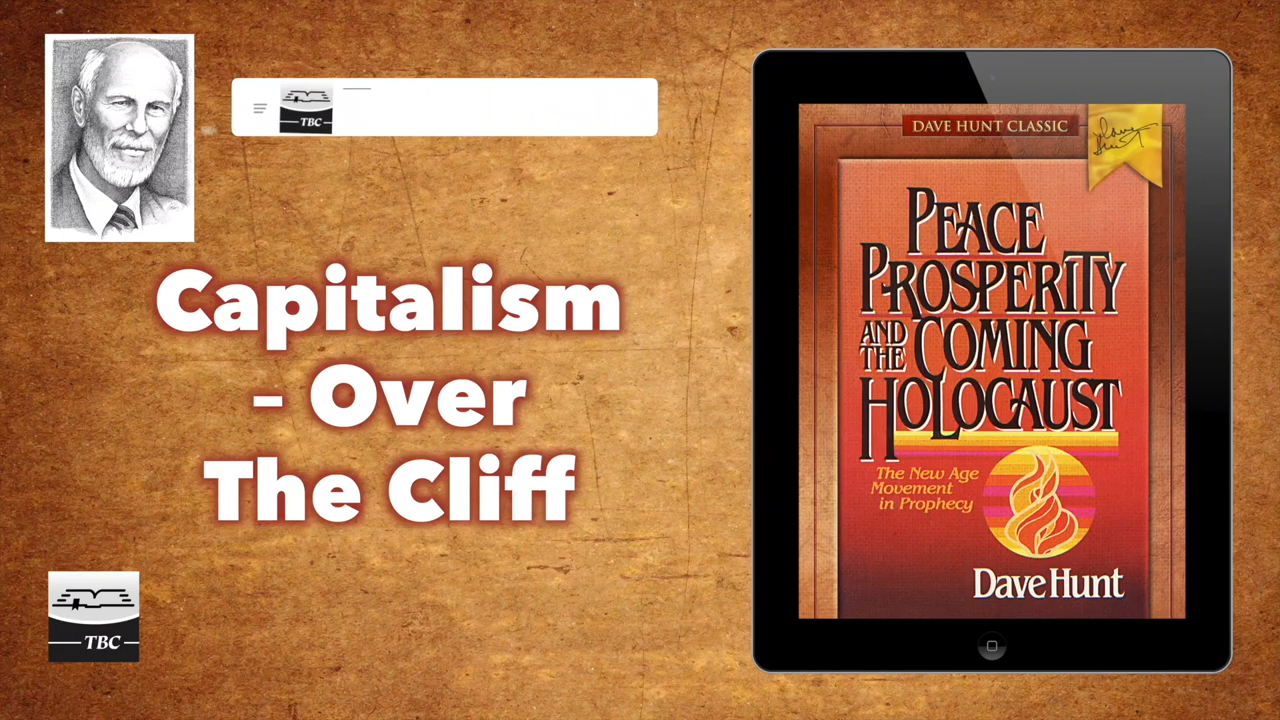 TBC
Capitalism
- Over
The Cliff
TBC
DAVE HUNT CLASSIC
PEACE
PROSPERITY
AND THE COMING
HOLOCAUST
The New Age
Movement
in Prophecy
Dave Hunt